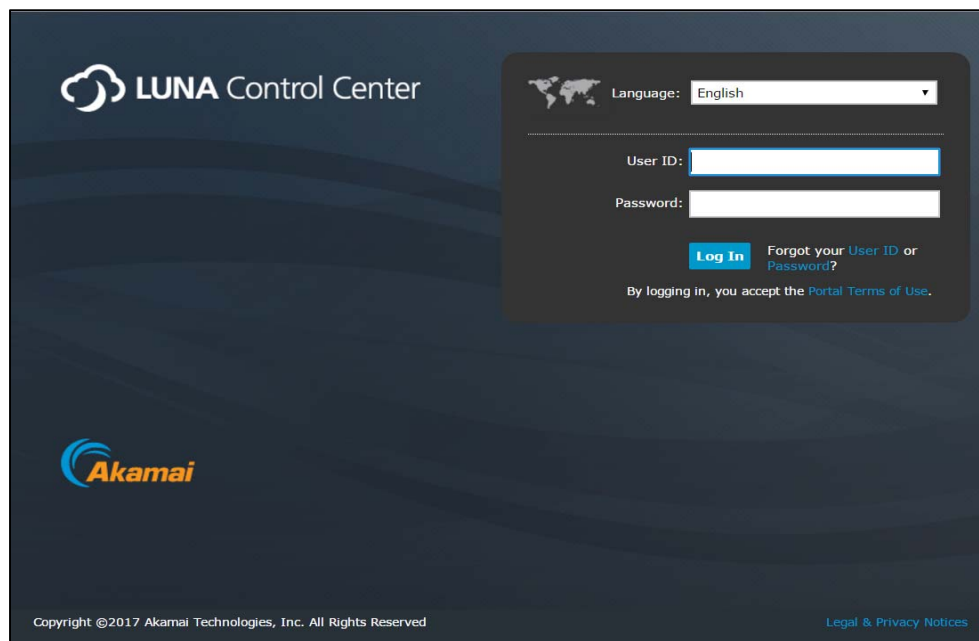 LUNA Control Center
Language: English
User ID:
Password:
Log In
Forgot your User ID or
Password?
By logging in, you accept the Portal Terms of Use.
Akamai
Copyright ©2017 Akamai Technologies, Inc. All Rights Reserved
Legal & Privacy Notices